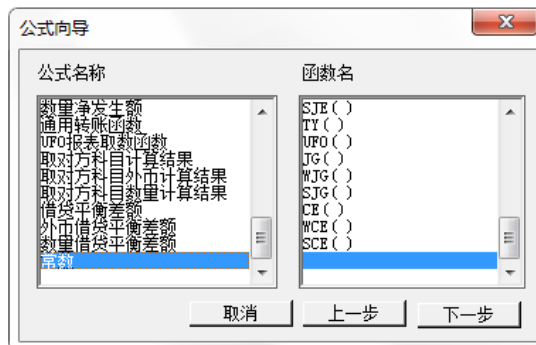 公式向导
公式名称
函数名
数量净发生额
SJE()
通用转账函数
TY()
UFO报表取数函数
UFO()
取对方科目计算结果
JG()
取对方科目外币计算结果
WJG()
取对方科目数量计算结果
SJG()
借贷平衡差额
CE()
外币借贷平衡差额
WCE()
数量借贷平衡差额
SCE()
常数
取消
上一步
下一步